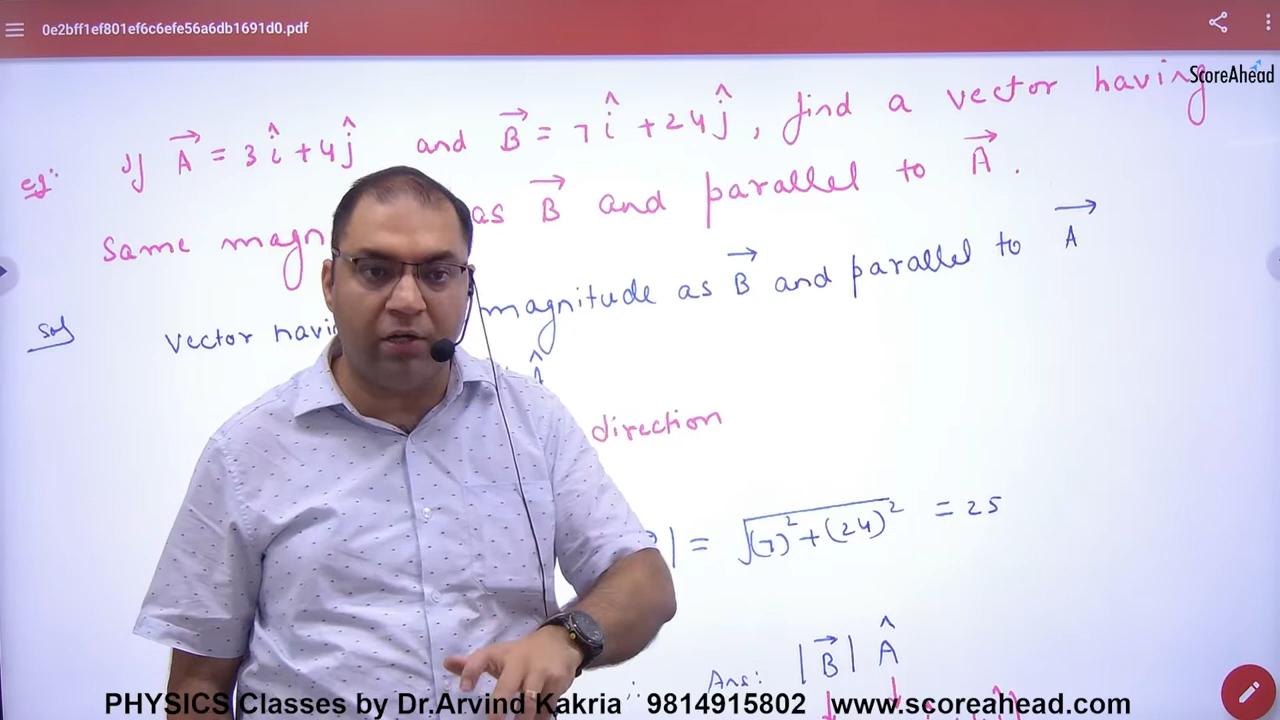 0e2bff1ef801ef6c6efe56a6db1691d0.pdf
ScoreAhead
eg: If A⃗ = 3î + 4ĵ and B⃗ = 7î + 24ĵ, find a vector having
Same magn as B⃗ and parallel to A⃗.
Sol Vector havi magnitude as B⃗ and parallel to A⃗
Â
direction
| = √(7)² + (24)² = 25
∴ Ans: |B⃗| Â
PHYSICS Classes by Dr.Arvind Kakria 9814915802 www.scoreahead.com